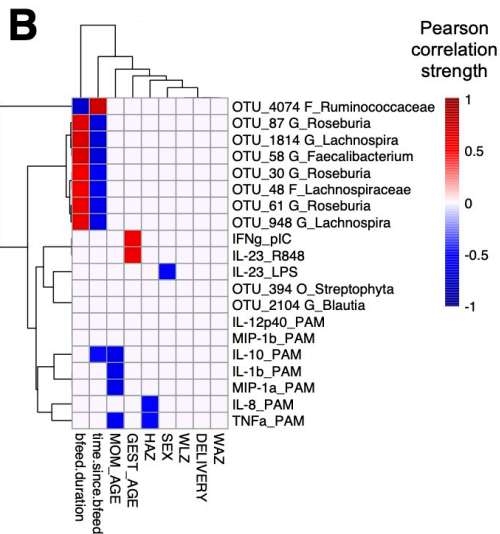 B
Pearson
correlation
strength
1
0.5
0
-0.5
-1
OTU_4074 F_Ruminococcaceae
OTU_87 G_Roseburia
OTU_1814 G_Lachnospira
OTU_58 G_Faecalibacterium
OTU_30 G_Roseburia
OTU_48 F_Lachnospiraceae
OTU_61 G_Roseburia
OTU_948 G_Lachnospira
IFNg_pIC
IL-23_R848
IL-23_LPS
OTU_394 O_Streptophyta
OTU_2104 G_Blautia
IL-12p40_PAM
MIP-1b_PAM
IL-10_PAM
IL-1b_PAM
MIP-1a_PAM
IL-8_PAM
TNFa_PAM
bfeed.duration
time.since.bfeed
MOM_AGE
GEST_AGE
HAZ
SEX
WLZ
DELIVERY
WAZ